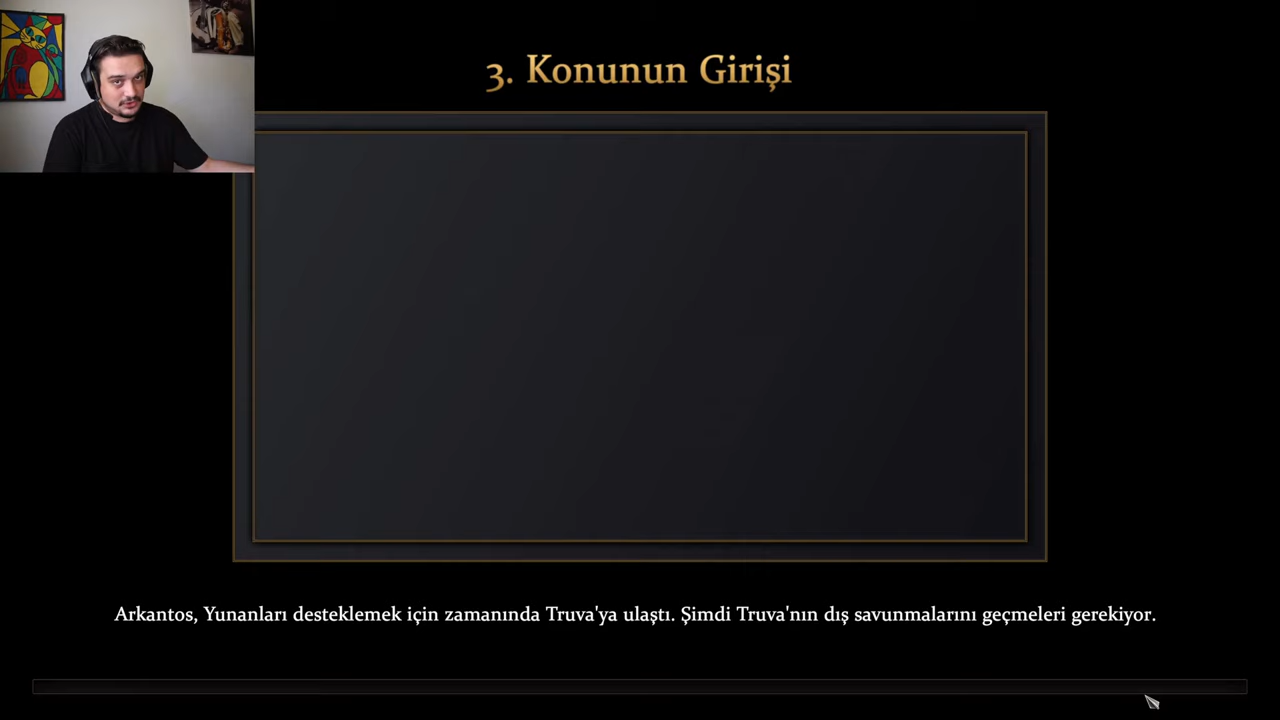 3. Konunun Girişi
Arkantos, Yunanları desteklemek için zamanında Truva'ya ulaştı. Şimdi Truva'nın dış savunmalarını geçmeleri gerekiyor.